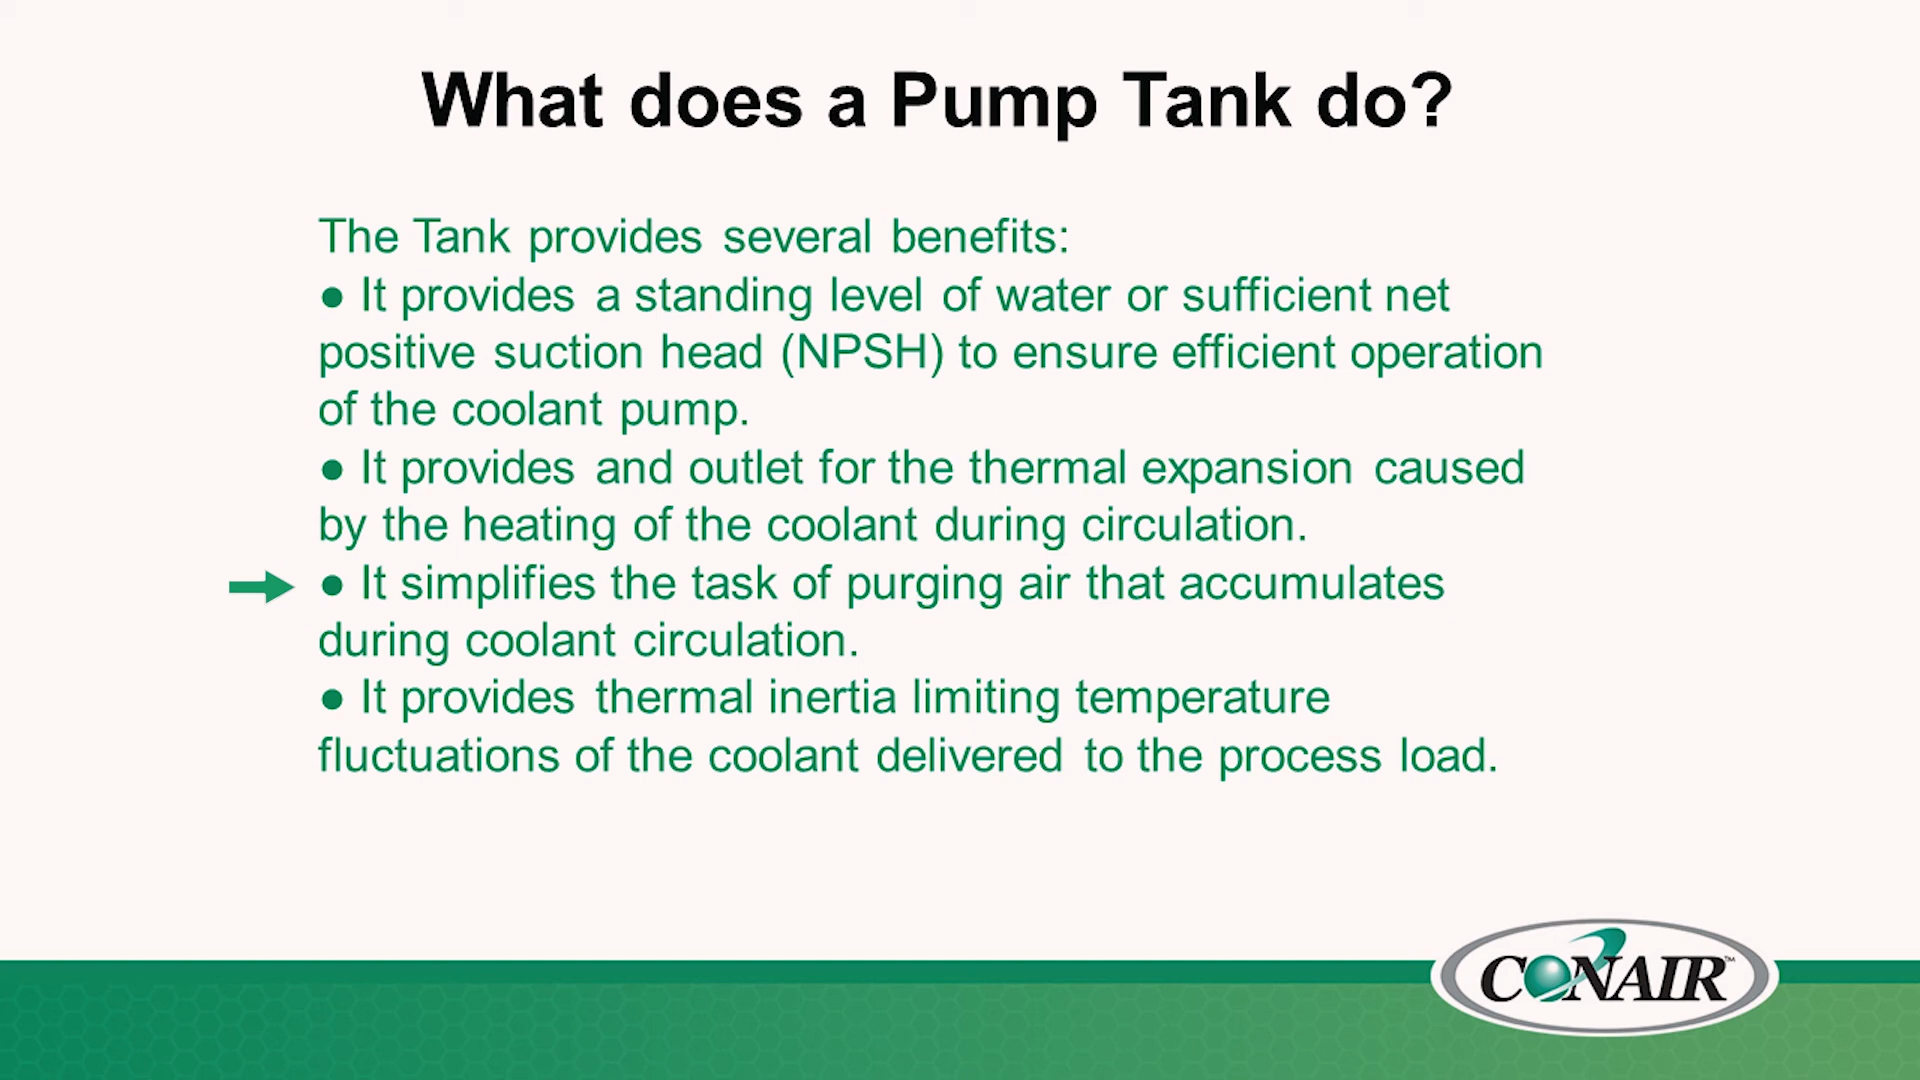 What does a Pump Tank do?
The Tank provides several benefits:
● It provides a standing level of water or sufficient net
positive suction head (NPSH) to ensure efficient operation
of the coolant pump.
● It provides and outlet for the thermal expansion caused
by the heating of the coolant during circulation.
● It simplifies the task of purging air that accumulates
during coolant circulation.
● It provides thermal inertia limiting temperature
fluctuations of the coolant delivered to the process load.
CONAIR™